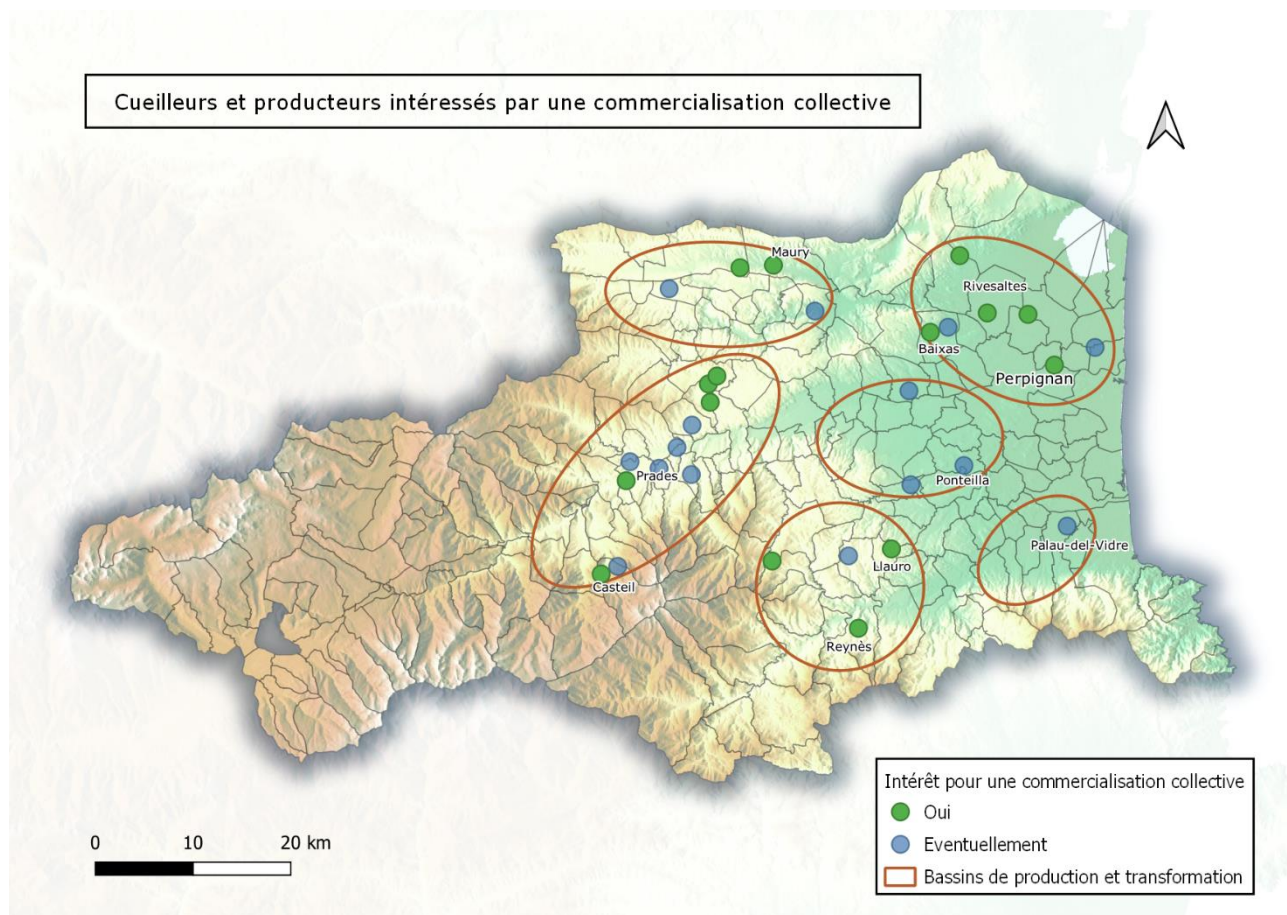 Cueilleurs et producteurs intéressés par une commercialisation collective
Maury
Rivesaltes
Baixas
Perpignan
Prades
Ponteilla
Palau-del-Vidre
Llauro
Casteil
Reynès
Intérêt pour une commercialisation collective
Oui
Eventuellement
Bassins de production et transformation
0 10 20 km